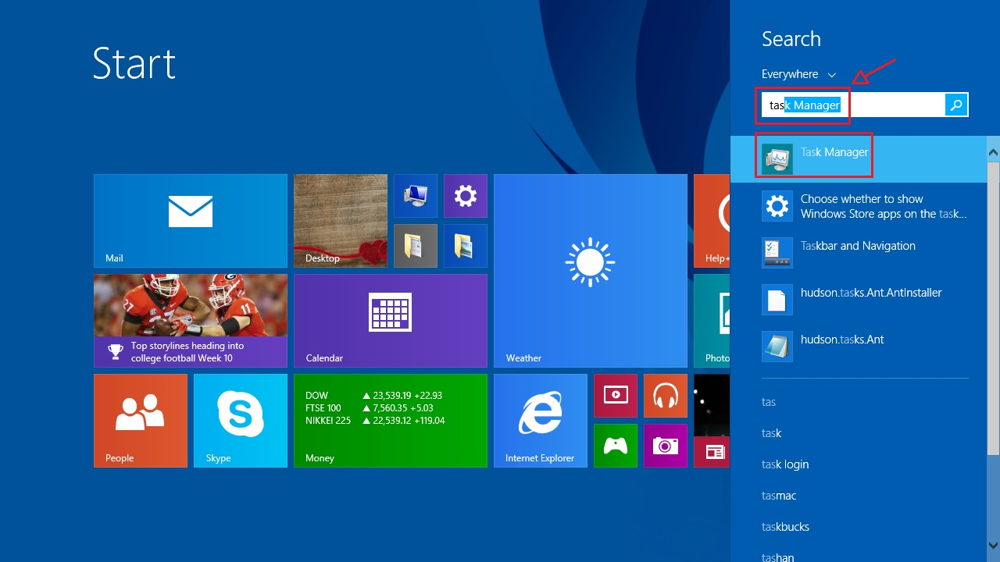 Start
Search
Everywhere
task Manager
Task Manager
Choose whether to show
Windows Store apps on the task...
Taskbar and Navigation
hudson.tasks.Ant.AntInstaller
hudson.tasks.Ant
tas
task
task login
tasmac
taskbucks
tashan
Mail
Desktop
Weather
Help+
27
11
Top storylines heading into
college football Week 10
Calendar
Photo
People
Skype
DOW ▲ 23,539.19 +22.93
FTSE 100 ▲ 7,560.35 +5.03
NIKKEI 225 ▲ 22,539.12 +119.04
Money
Internet Explorer